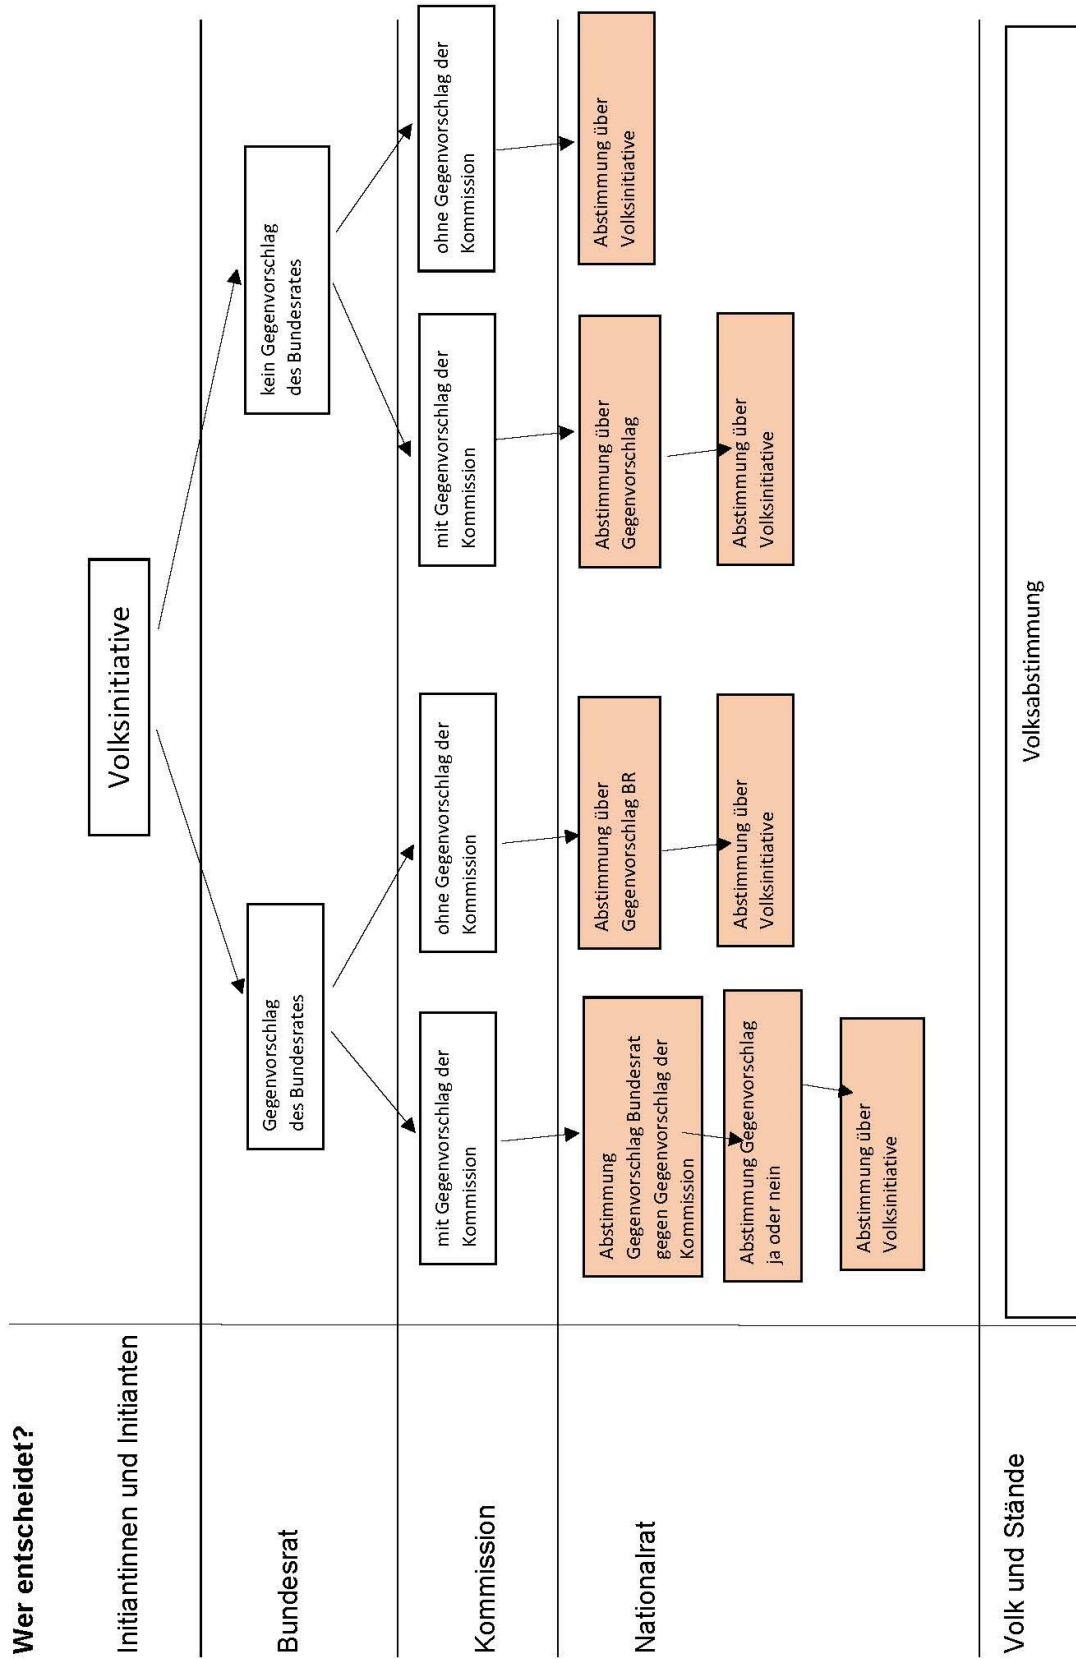 Wer entscheidet?
Initiantinnen und Initianten
Volksinitiative
Bundesrat
Gegenvorschlag
des Bundesrates
kein Gegenvorschlag
des Bundesrates
Kommission
mit Gegenvorschlag der
Kommission
ohne Gegenvorschlag der
Kommission
mit Gegenvorschlag der
Kommission
ohne Gegenvorschlag der
Kommission
Nationalrat
Abstimmung
Gegenvorschlag Bundesrat
gegen Gegenvorschlag der
Kommission
Abstimmung über
Gegenvorschlag BR
Abstimmung über
Gegenvorschlag
Abstimmung über
Volksinitiative
Abstimmung Gegenvorschlag
ja oder nein
Abstimmung über
Volksinitiative
Abstimmung über
Volksinitiative
Abstimmung über
Volksinitiative
Volk und Stände
Volksabstimmung